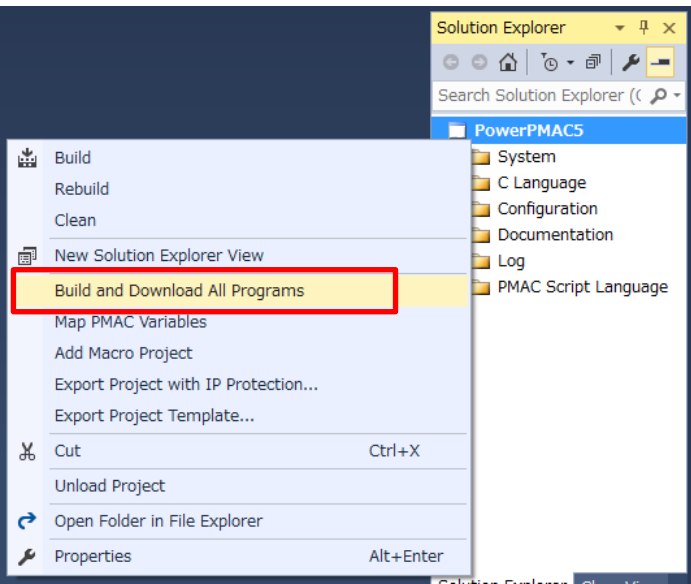 Solution Explorer
Search Solution Explorer (
PowerPMAC5
System
C Language
Configuration
Documentation
Log
PMAC Script Language
Build
Rebuild
Clean
New Solution Explorer View
Build and Download All Programs
Map PMAC Variables
Add Macro Project
Export Project with IP Protection...
Export Project Template...
Cut Ctrl+X
Unload Project
Open Folder in File Explorer
Properties Alt+Enter
Solution Explorer